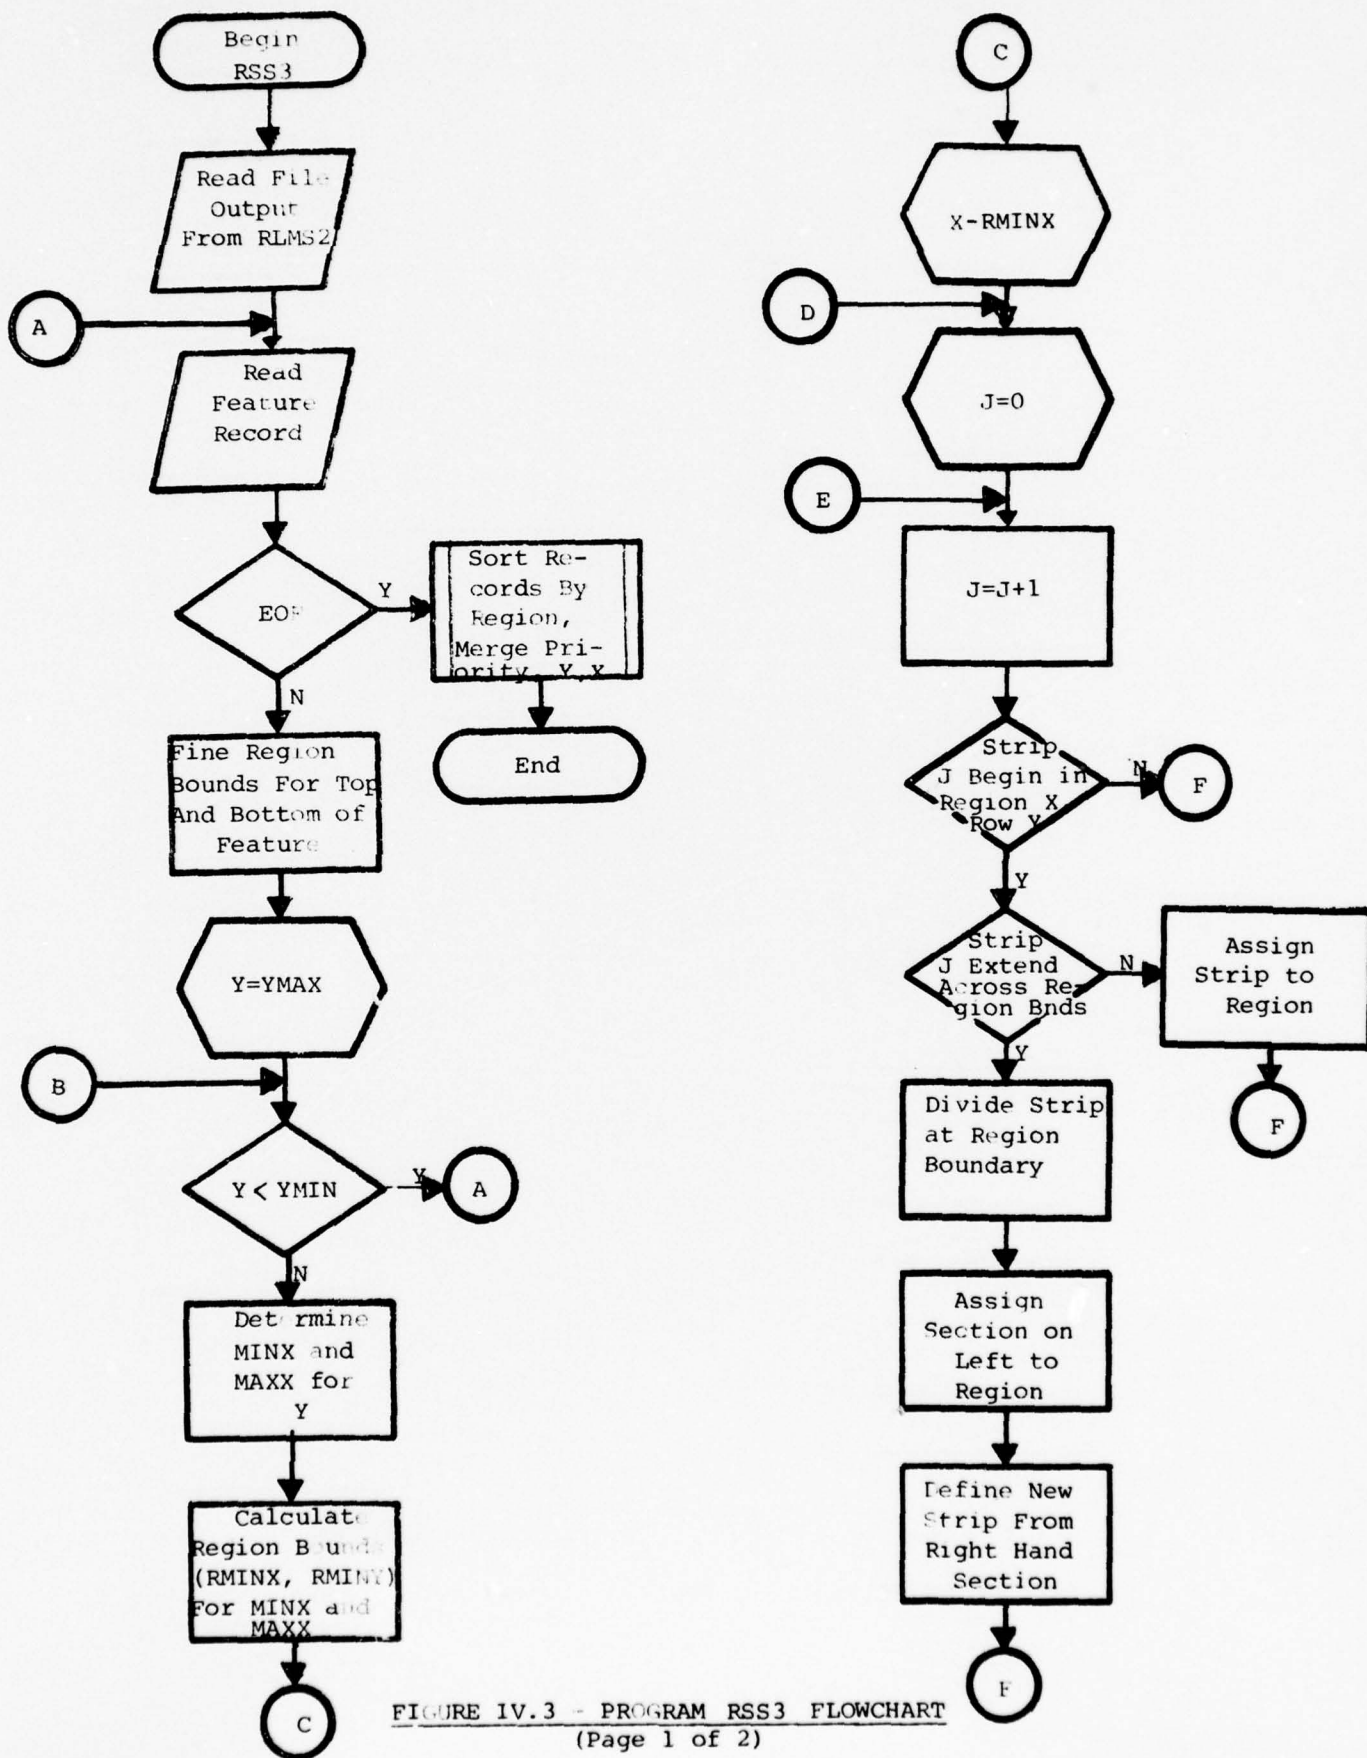 Begin
RSS3
Read File
Output
From RLMS2
A
Read
Feature
Record
EOF
Y
Sort Re-
cords By
Region,
Merge Pri-
ority, Y,X
End
N
Fine Region
Bounds For Top
And Bottom of
Feature
Y=YMAX
B
Y < YMIN
Y
A
N
Determine
MINX and
MAXX for
Y
Calculate
Region Bounds
(RMINX, RMINY)
For MINX and
MAXX
C
C
X-RMINX
D
J=0
E
J=J+1
Strip
J Begin in
Region X,
Row Y
N
F
Y
Strip
J Extend
Across Re-
gion Bnds
N
Assign
Strip to
Region
F
Y
Divide Strip
at Region
Boundary
Assign
Section on
Left to
Region
Define New
Strip From
Right Hand
Section
F
FIGURE IV.3 - PROGRAM RSS3 FLOWCHART
(Page 1 of 2)